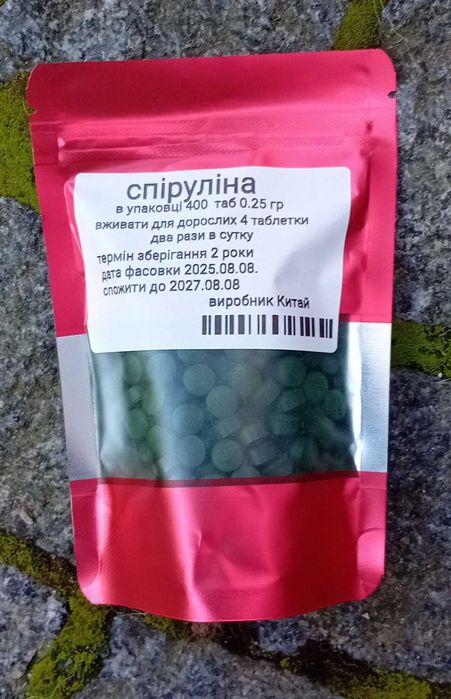 спіруліна
в упаковці 400 таб 0.25 гр
вживати для дорослих 4 таблетки
два рази в сутку
термін зберігання 2 роки
дата фасовки 2025.08.08.
спожити до 2027.08.08
виробник Китай